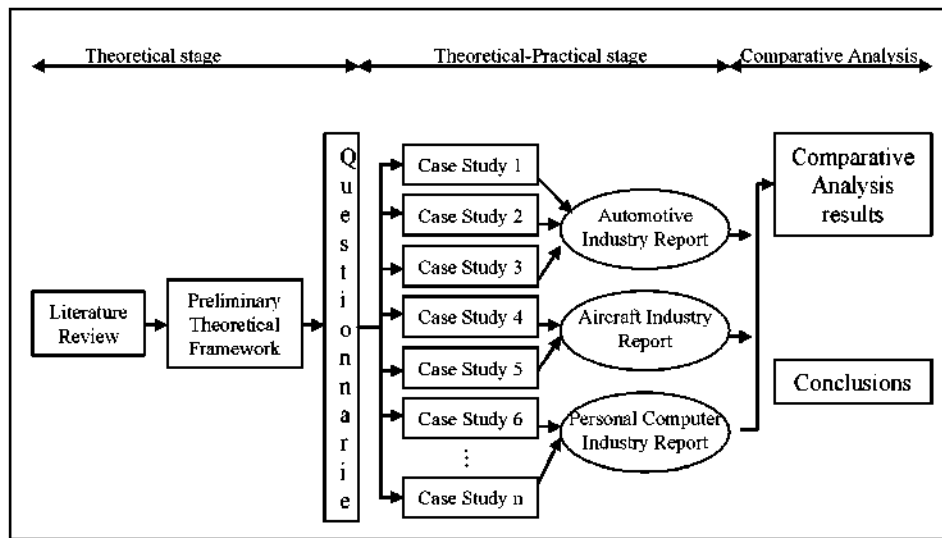 Theoretical stage
Theoretical-Practical stage
Comparative Analysis
Literature
Review
Preliminary
Theoretical
Framework
Q
u
e
s
t
i
o
n
n
a
r
i
e
Case Study 1
Case Study 2
Case Study 3
Case Study 4
Case Study 5
Case Study 6
⋮
Case Study n
Automotive
Industry Report
Aircraft Industry
Report
Personal Computer
Industry Report
Comparative
Analysis
results
Conclusions